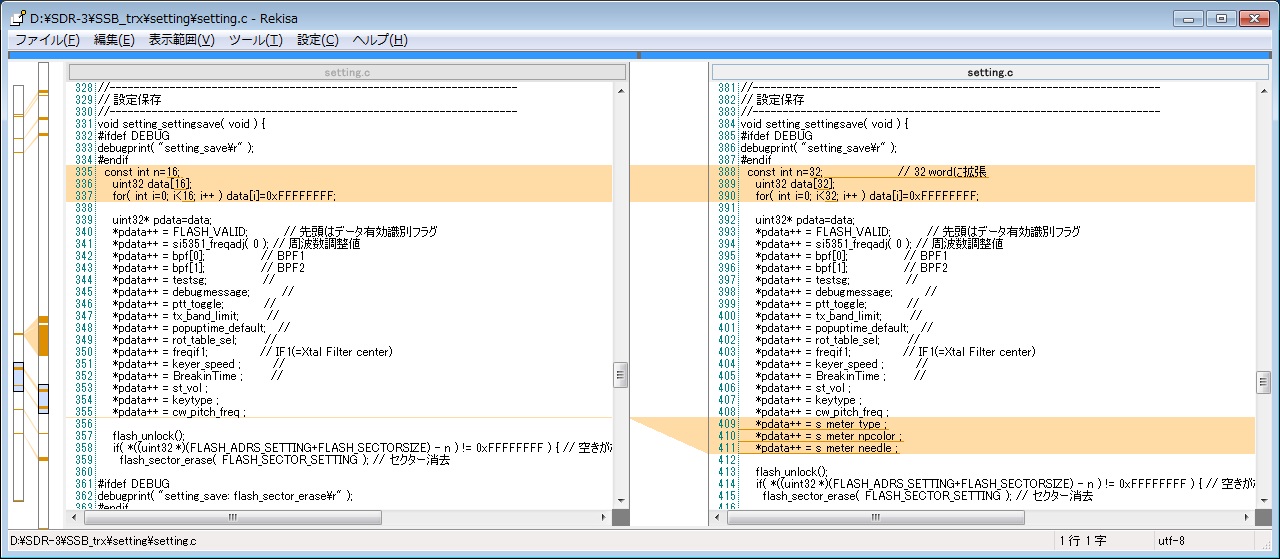 D:¥SDR-3¥SSB_trx¥setting¥setting.c - Rekisa
ファイル(F) 編集(E) 表示範囲(V) ツール(T) 設定(C) ヘルプ(H)
setting.c
328 //----------------------------------------------------------------------
329 // 設定保存
330 //----------------------------------------------------------------------
331 void setting_settingsave( void ) {
332 #ifdef DEBUG
333 debugprint( "setting_save¥r" );
334 #endif
335 const int n=16;
336 uint32 data[16];
337 for( int i=0; i<16; i++ ) data[i]=0xFFFFFFFF;
338
339 uint32* pdata=data;
340 *pdata++ = FLASH_VALID; // 先頭はデータ有効識別フラグ
341 *pdata++ = si5351_freqadj( 0 ); // 周波数調整値
342 *pdata++ = bpf[0]; // BPF1
343 *pdata++ = bpf[1]; // BPF2
344 *pdata++ = testsg; //
345 *pdata++ = debugmessage; //
346 *pdata++ = ptt_toggle; //
347 *pdata++ = tx_band_limit; //
348 *pdata++ = popuptime_default; //
349 *pdata++ = rot_table_sel; //
350 *pdata++ = freqif1; // IF1(=Xtal Filter center)
351 *pdata++ = keyer_speed ; //
352 *pdata++ = BreakinTime ; //
353 *pdata++ = st_vol ;
354 *pdata++ = keytype ;
355 *pdata++ = cw_pitch_freq ;
356
357 flash_unlock();
358 if( *((uint32 *)(FLASH_ADRS_SETTING+FLASH_SECTORSIZE) - n ) != 0xFFFFFFFF ) { // 空きが
359 flash_sector_erase( FLASH_SECTOR_SETTING ); // セクター消去
360
361 #ifdef DEBUG
362 debugprint( "setting_save: flash_sector_erase¥r" );
363 #endif
setting.c
381 //----------------------------------------------------------------------
382 // 設定保存
383 //----------------------------------------------------------------------
384 void setting_settingsave( void ) {
385 #ifdef DEBUG
386 debugprint( "setting_save¥r" );
387 #endif
388 const int n=32; // 32 wordに拡張
389 uint32 data[32];
390 for( int i=0; i<32; i++ ) data[i]=0xFFFFFFFF;
391
392 uint32* pdata=data;
393 *pdata++ = FLASH_VALID; // 先頭はデータ有効識別フラグ
394 *pdata++ = si5351_freqadj( 0 ); // 周波数調整値
395 *pdata++ = bpf[0]; // BPF1
396 *pdata++ = bpf[1]; // BPF2
397 *pdata++ = testsg; //
398 *pdata++ = debugmessage; //
399 *pdata++ = ptt_toggle; //
400 *pdata++ = tx_band_limit; //
401 *pdata++ = popuptime_default; //
402 *pdata++ = rot_table_sel; //
403 *pdata++ = freqif1; // IF1(=Xtal Filter center)
404 *pdata++ = keyer_speed ; //
405 *pdata++ = BreakinTime ; //
406 *pdata++ = st_vol ;
407 *pdata++ = keytype ;
408 *pdata++ = cw_pitch_freq ;
409 *pdata++ = s_meter_type ;
410 *pdata++ = s_meter_npcolor ;
411 *pdata++ = s_meter_needle ;
412
413 flash_unlock();
414 if( *((uint32 *)(FLASH_ADRS_SETTING+FLASH_SECTORSIZE) - n ) != 0xFFFFFFFF ) { // 空きが
415 flash_sector_erase( FLASH_SECTOR_SETTING ); // セクター消去
416
D:¥SDR-3¥SSB_trx¥setting¥setting.c 1 行 1 字 utf-8